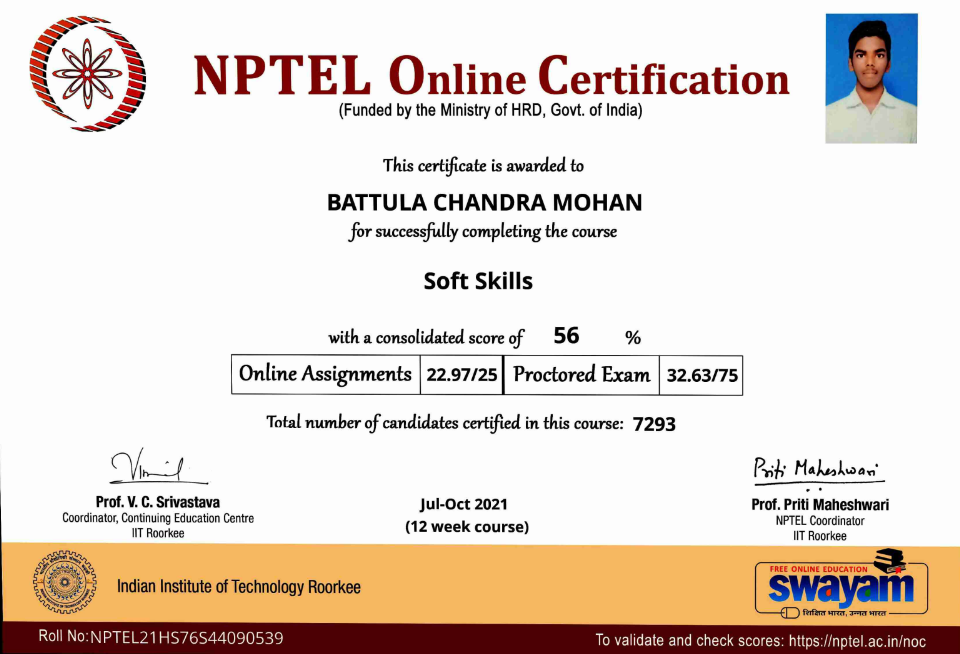 NPTEL Online Certification
(Funded by the Ministry of HRD, Govt. of India)
This certificate is awarded to
BATTULA CHANDRA MOHAN
for successfully completing the course
Soft Skills
with a consolidated score of 56 %
Online Assignments 22.97/25 Proctored Exam 32.63/75
Total number of candidates certified in this course: 7293
Priti Maheshwari
Prof. V. C. Srivastava
Coordinator, Continuing Education Centre
IIT Roorkee
Jul-Oct 2021
(12 week course)
Prof. Priti Maheshwari
NPTEL Coordinator
IIT Roorkee
Indian Institute of Technology Roorkee
FREE ONLINE EDUCATION
swayam
शिक्षित भारत, उन्नत भारत
Roll No:NPTEL21HS76S44090539
To validate and check scores: https://nptel.ac.in/noc